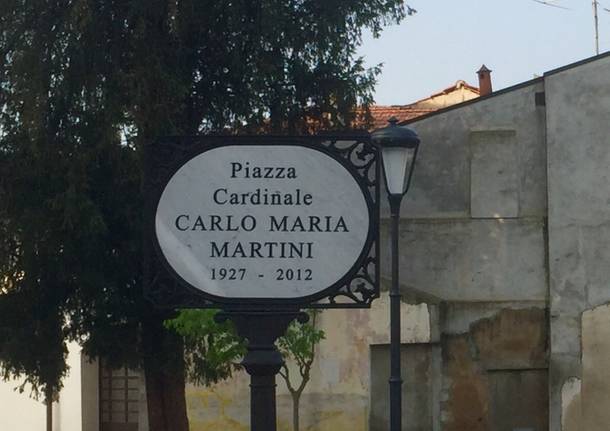 Piazza
Cardinale
CARLO MARIA
MARTINI
1927 - 2012